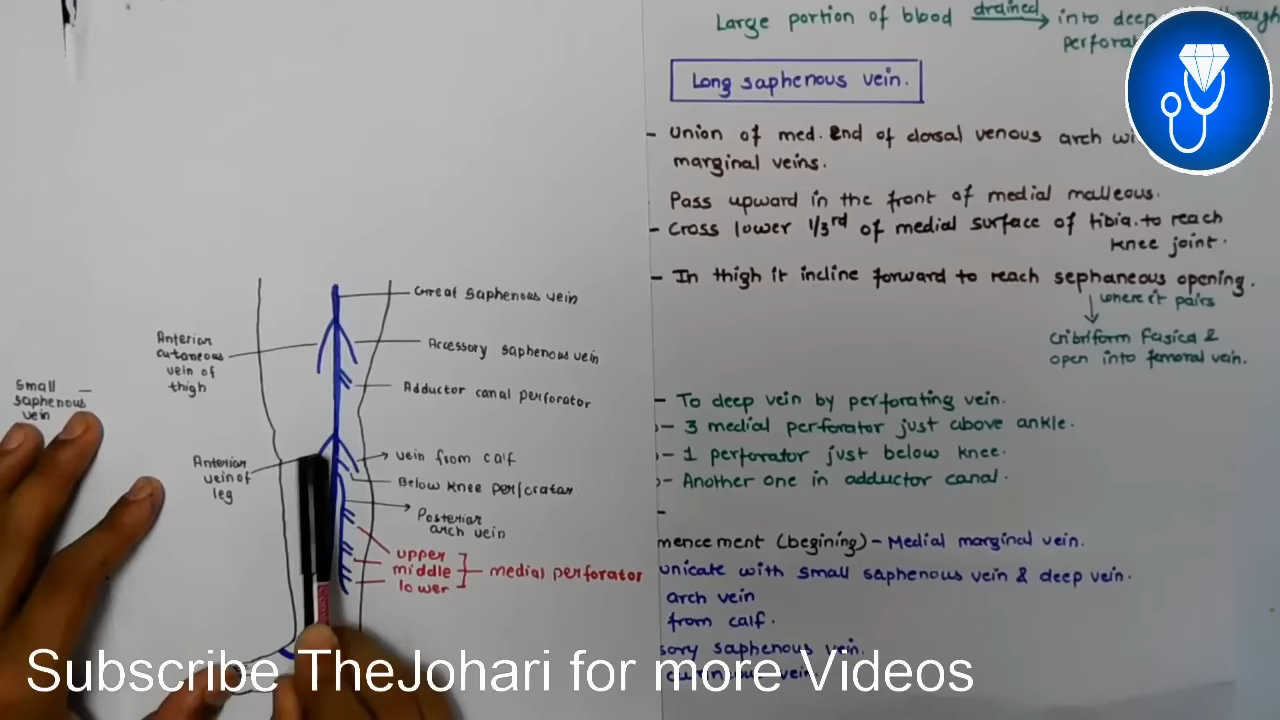 Large portion of blood drained into deep
Long saphenous vein.
- Union of med. end of dorsal venous arch
marginal veins.
Pass upward in the front of medial malleous.
- Cross lower 1/3rd of medial surface of tibia. to reach
knee joint.
- In thigh it incline forward to reach sephaneous opening.
where it pairs
cribriform fasica &
open into femoral vein.
- To deep vein by perforating vein.
- 3 medial perforator just above ankle.
- 1 perforator just below knee.
- Another one in adductor canal.
-
mencement (begining) - Medial marginal vein.
unicate with small saphenous vein & deep vein.
arch vein
from calf.
sory saphenous vein.
Great saphenous vein
Anterior
cutaneous
vein of
thigh
Accessory saphenous vein
Small
saphenous
vein
Adductor canal perforator
vein from calf
Anterior
vein of
leg
Below knee perforator
Posterior
arch vein
upper
middle
lower
medial perforator
Subscribe TheJohari for more Videos